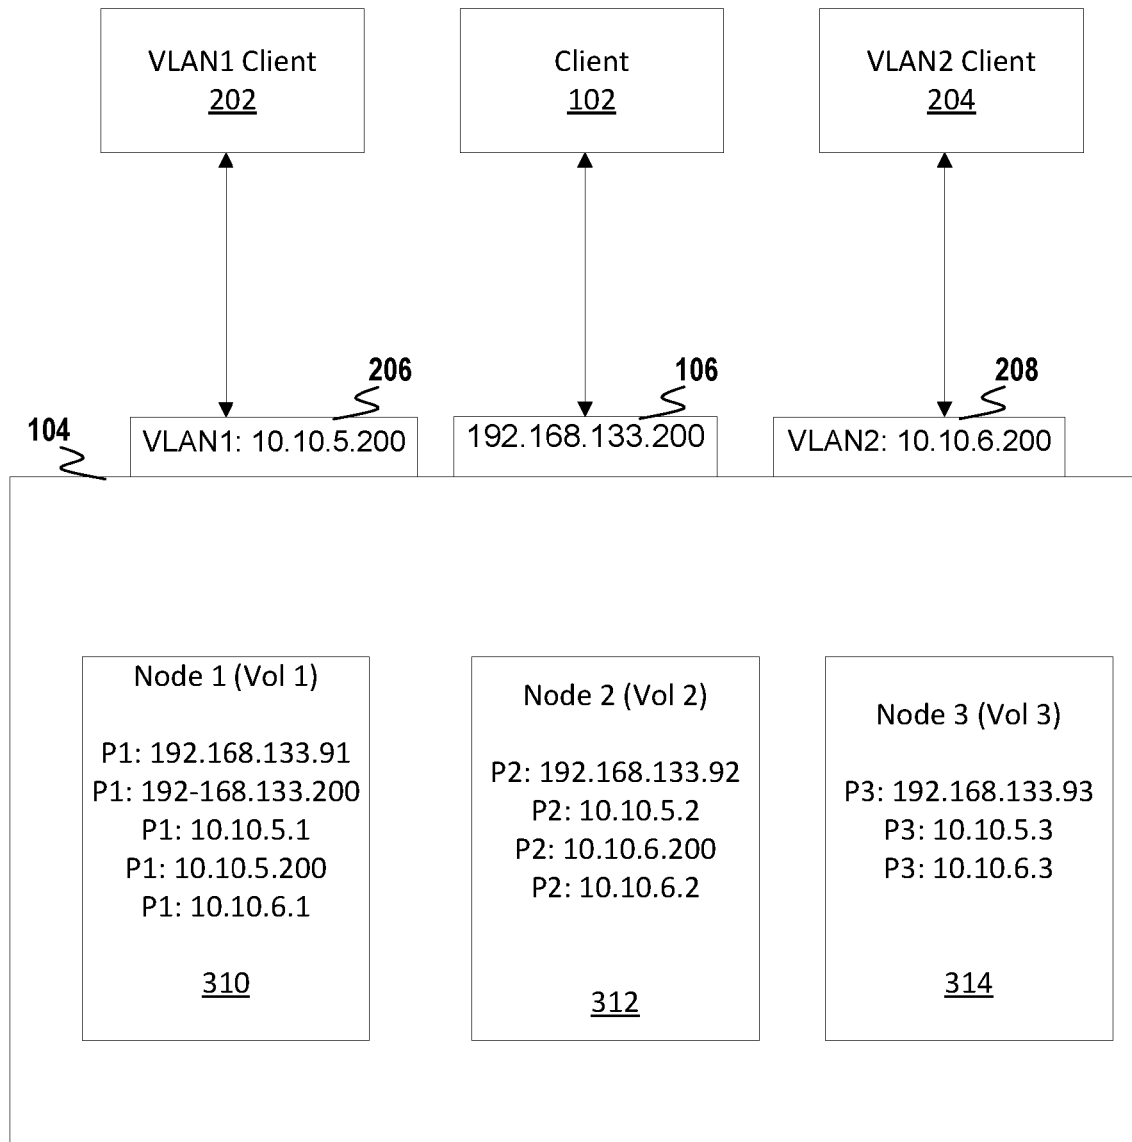 VLAN1 Client
202
Client
102
VLAN2 Client
204
206
106
208
104
VLAN1: 10.10.5.200
192.168.133.200
VLAN2: 10.10.6.200
Node 1 (Vol 1)
P1: 192.168.133.91
P1: 192-168.133.200
P1: 10.10.5.1
P1: 10.10.5.200
P1: 10.10.6.1
310
Node 2 (Vol 2)
P2: 192.168.133.92
P2: 10.10.5.2
P2: 10.10.6.200
P2: 10.10.6.2
312
Node 3 (Vol 3)
P3: 192.168.133.93
P3: 10.10.5.3
P3: 10.10.6.3
314